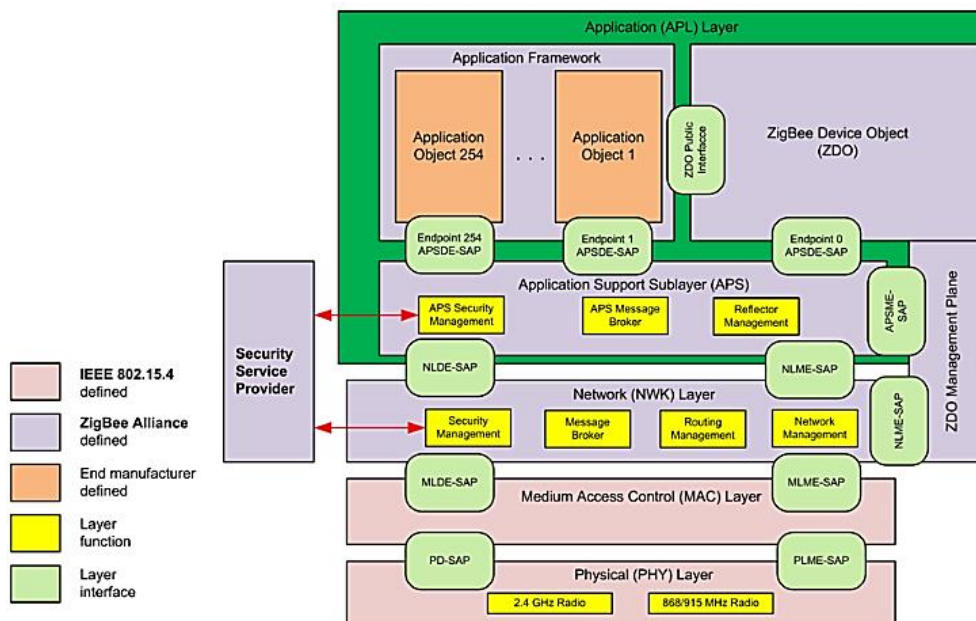 Application (APL) Layer
Application Framework
Application
Object 254
. . .
Application
Object 1
ZDO Public
Interfacce
ZigBee Device Object
(ZDO)
Endpoint 254
APSDE-SAP
Endpoint 1
APSDE-SAP
Endpoint 0
APSDE-SAP
Application Support Sublayer (APS)
APS Security
Management
APS Message
Broker
Reflector
Management
APSME-
SAP
Security
Service
Provider
NLDE-SAP
NLME-SAP
ZDO Management Plane
Network (NWK) Layer
Security
Management
Message
Broker
Routing
Management
Network
Management
NLME-SAP
MLDE-SAP
Medium Access Control (MAC) Layer
MLME-SAP
PD-SAP
PLME-SAP
Physical (PHY) Layer
2.4 GHz Radio
868/915 MHz Radio
IEEE 802.15.4
defined
ZigBee Alliance
defined
End manufacturer
defined
Layer
function
Layer
interface